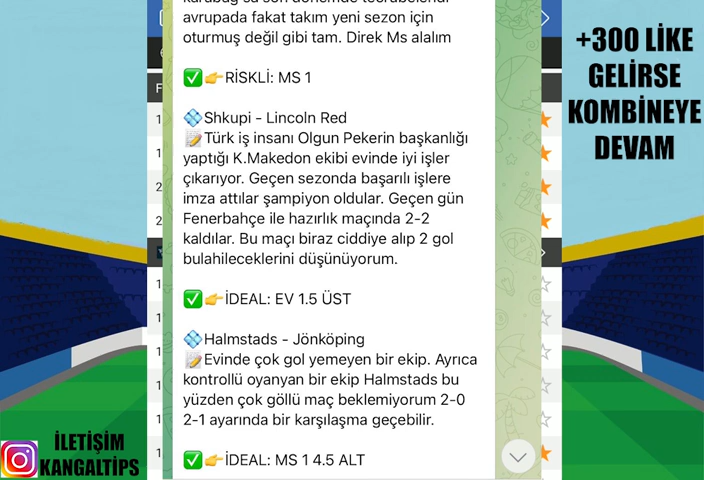 avrupada fakat takım yeni sezon için
oturmuş değil gibi tam. Direk Ms alalım
RİSKLİ: MS 1
Shkupi - Lincoln Red
Türk iş insanı Olgun Pekerin başkanlığı
yaptığı K.Makedon ekibi evinde iyi işler
çıkarıyor. Geçen sezonda başarılı işlere
imza attılar şampiyon oldular. Geçen gün
Fenerbahçe ile hazırlık maçında 2-2
kaldılar. Bu maçı biraz ciddiye alıp 2 gol
bulahileceklerini düşünüyorum.
İDEAL: EV 1.5 ÜST
Halmstads - Jönköping
Evinde çok gol yemeyen bir ekip. Ayrıca
kontrollü oyanyan bir ekip Halmstads bu
yüzden çok göllü maç beklemiyorum 2-0
2-1 ayarında bir karşılaşma geçebilir.
İDEAL: MS 1 4.5 ALT
+300 LİKE
GELİRSE
KOMBİNEYE
DEVAM
İLETİŞİM
KANGALTİPS